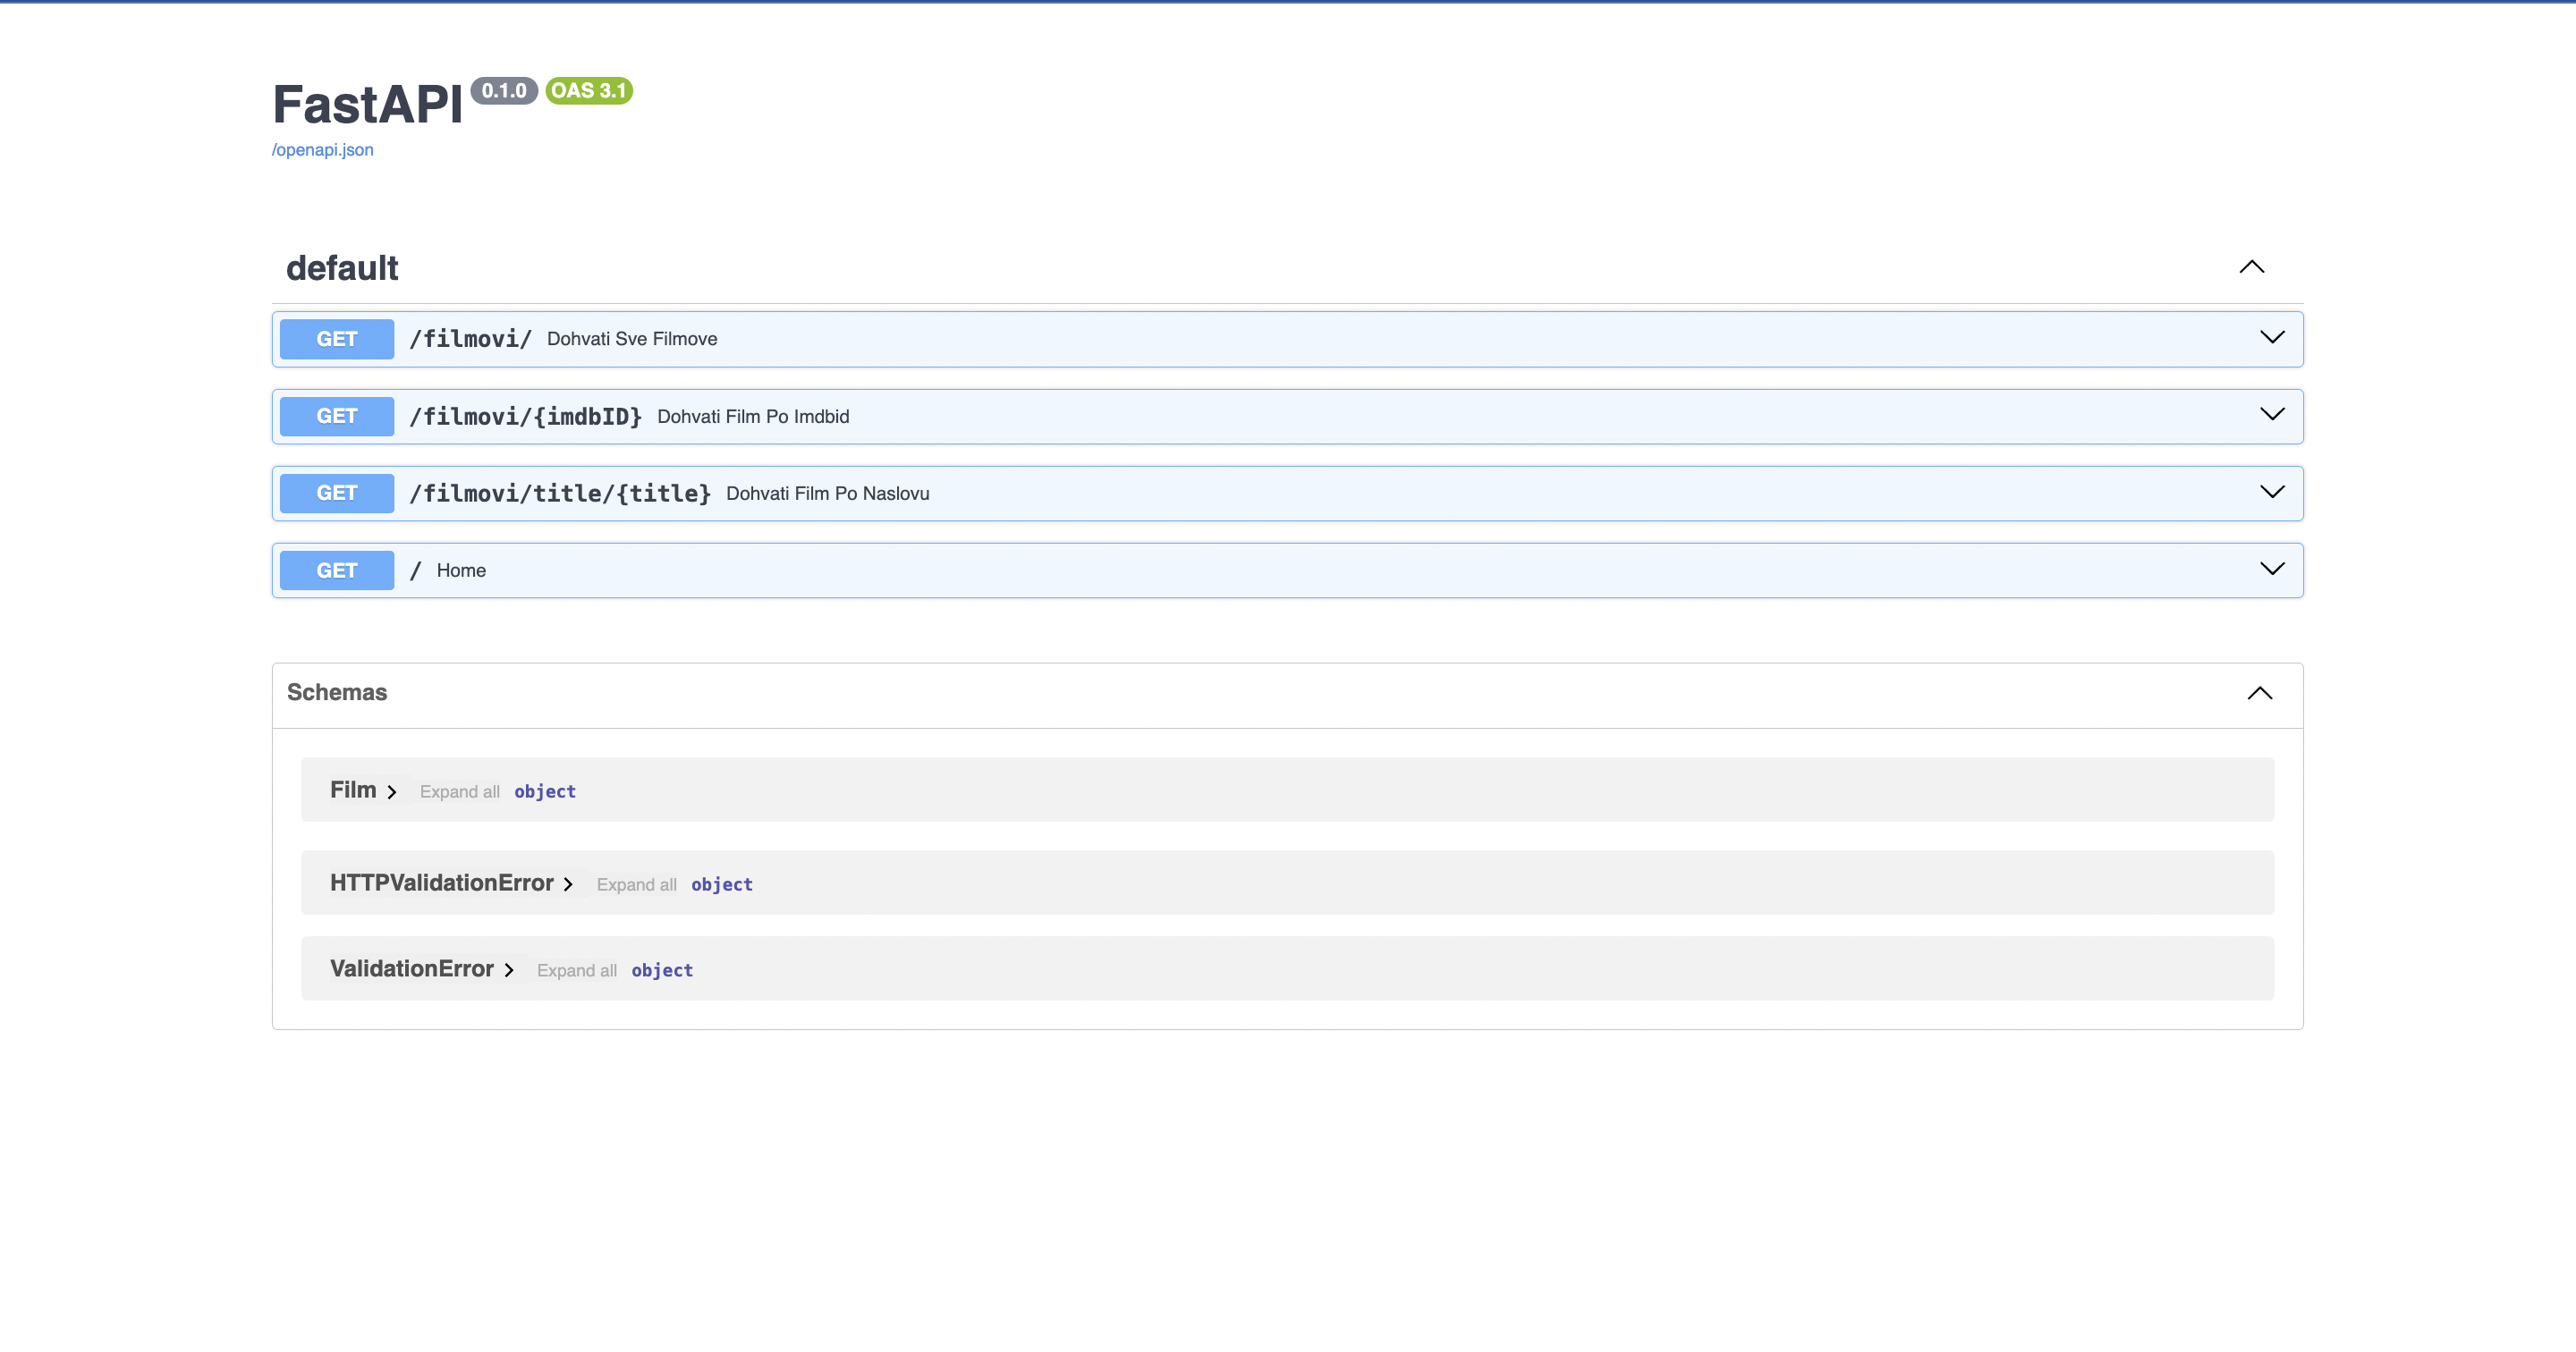 FastAPI 0.1.0 OAS 3.1
/openapi.json
default
GET /filmovi/ Dohvati Sve Filmove
GET /filmovi/{imdbID} Dohvati Film Po Imdbid
GET /filmovi/title/{title} Dohvati Film Po Naslovu
GET / Home
Schemas
Film Expand all object
HTTPValidationError Expand all object
ValidationError Expand all object